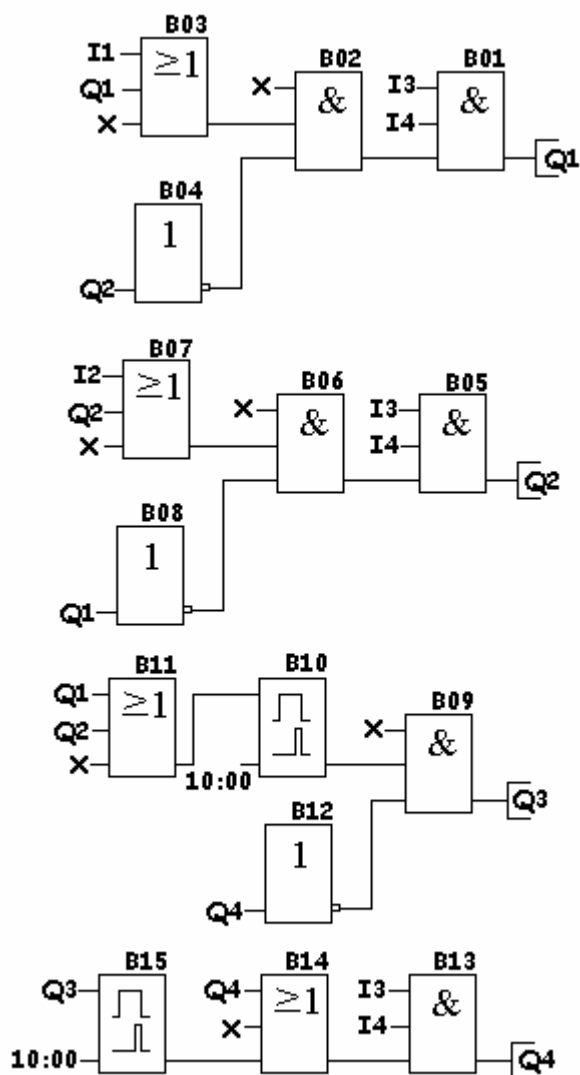 B03
I1 ≥1 B02 B01
Q1 X & I3 &
X I4
Q1
B04
1
Q2
B07
I2 ≥1 B06 B05
Q2 X & I3 &
X I4
Q2
B08
1
Q1
B11 B10
Q1 ≥1 B09
Q2 X &
X 10:00
B12 Q3
1
Q4
B15 B14 B13
Q3 Q4 ≥1 I3 &
X I4
10:00 Q4